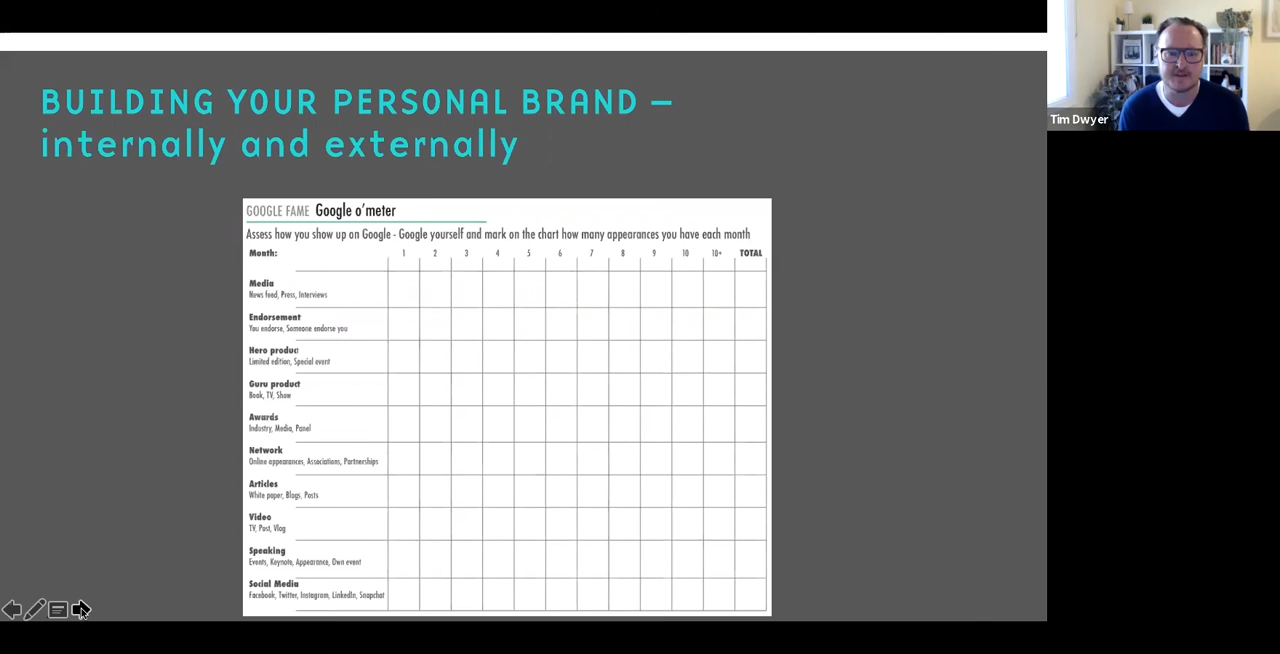 BUILDING YOUR PERSONAL BRAND –
internally and externally
Tim Dwyer
GOOGLE FAME Google o'meter
Assess how you show up on Google - Google yourself and mark on the chart how many appearances you have each month
Month: 1 2 3 4 5 6 7 8 9 10 10+ TOTAL
Media
News feed, Press, Interviews
Endorsement
You endorse, Someone endorse you
Hero product
Limited edition, Special event
Guru product
Book, TV, Show
Awards
Industry, Media, Panel
Network
Online appearances, Associations, Partnerships
Articles
White paper, Blogs, Posts
Video
TV, Post, Vlog
Speaking
Events, Keynote, Appearance, Own event
Social Media
Facebook, Twitter, Instagram, LinkedIn, Snapchat